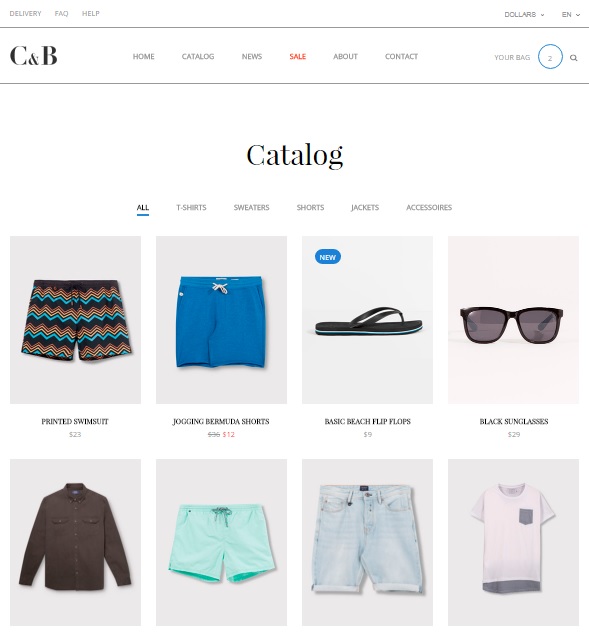 DELIVERY FAQ HELP DOLLARS EN
C&B HOME CATALOG NEWS SALE ABOUT CONTACT YOUR BAG 2
Catalog
ALL T-SHIRTS SWEATERS SHORTS JACKETS ACCESSOIRES
NEW
PRINTED SWIMSUIT JOGGING BERMUDA SHORTS BASIC BEACH FLIP FLOPS BLACK SUNGLASSES
$23 $36 $12 $9 $29